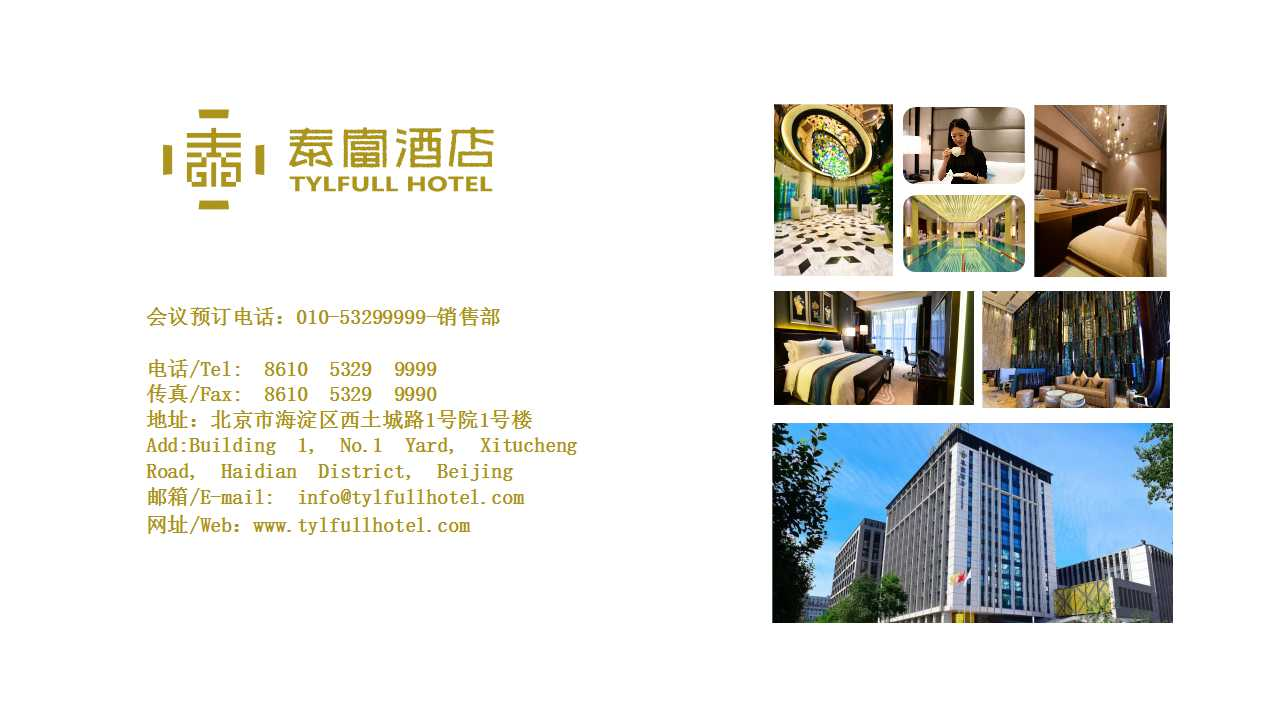 泰富酒店
TYLFULL HOTEL
会议预订电话：010-53299999-销售部
电话/Tel: 8610 5329 9999
传真/Fax: 8610 5329 9990
地址：北京市海淀区西土城路1号院1号楼
Add:Building 1, No.1 Yard, Xitucheng
Road, Haidian District, Beijing
邮箱/E-mail: info@tylfullhotel.com
网址/Web：www.tylfullhotel.com